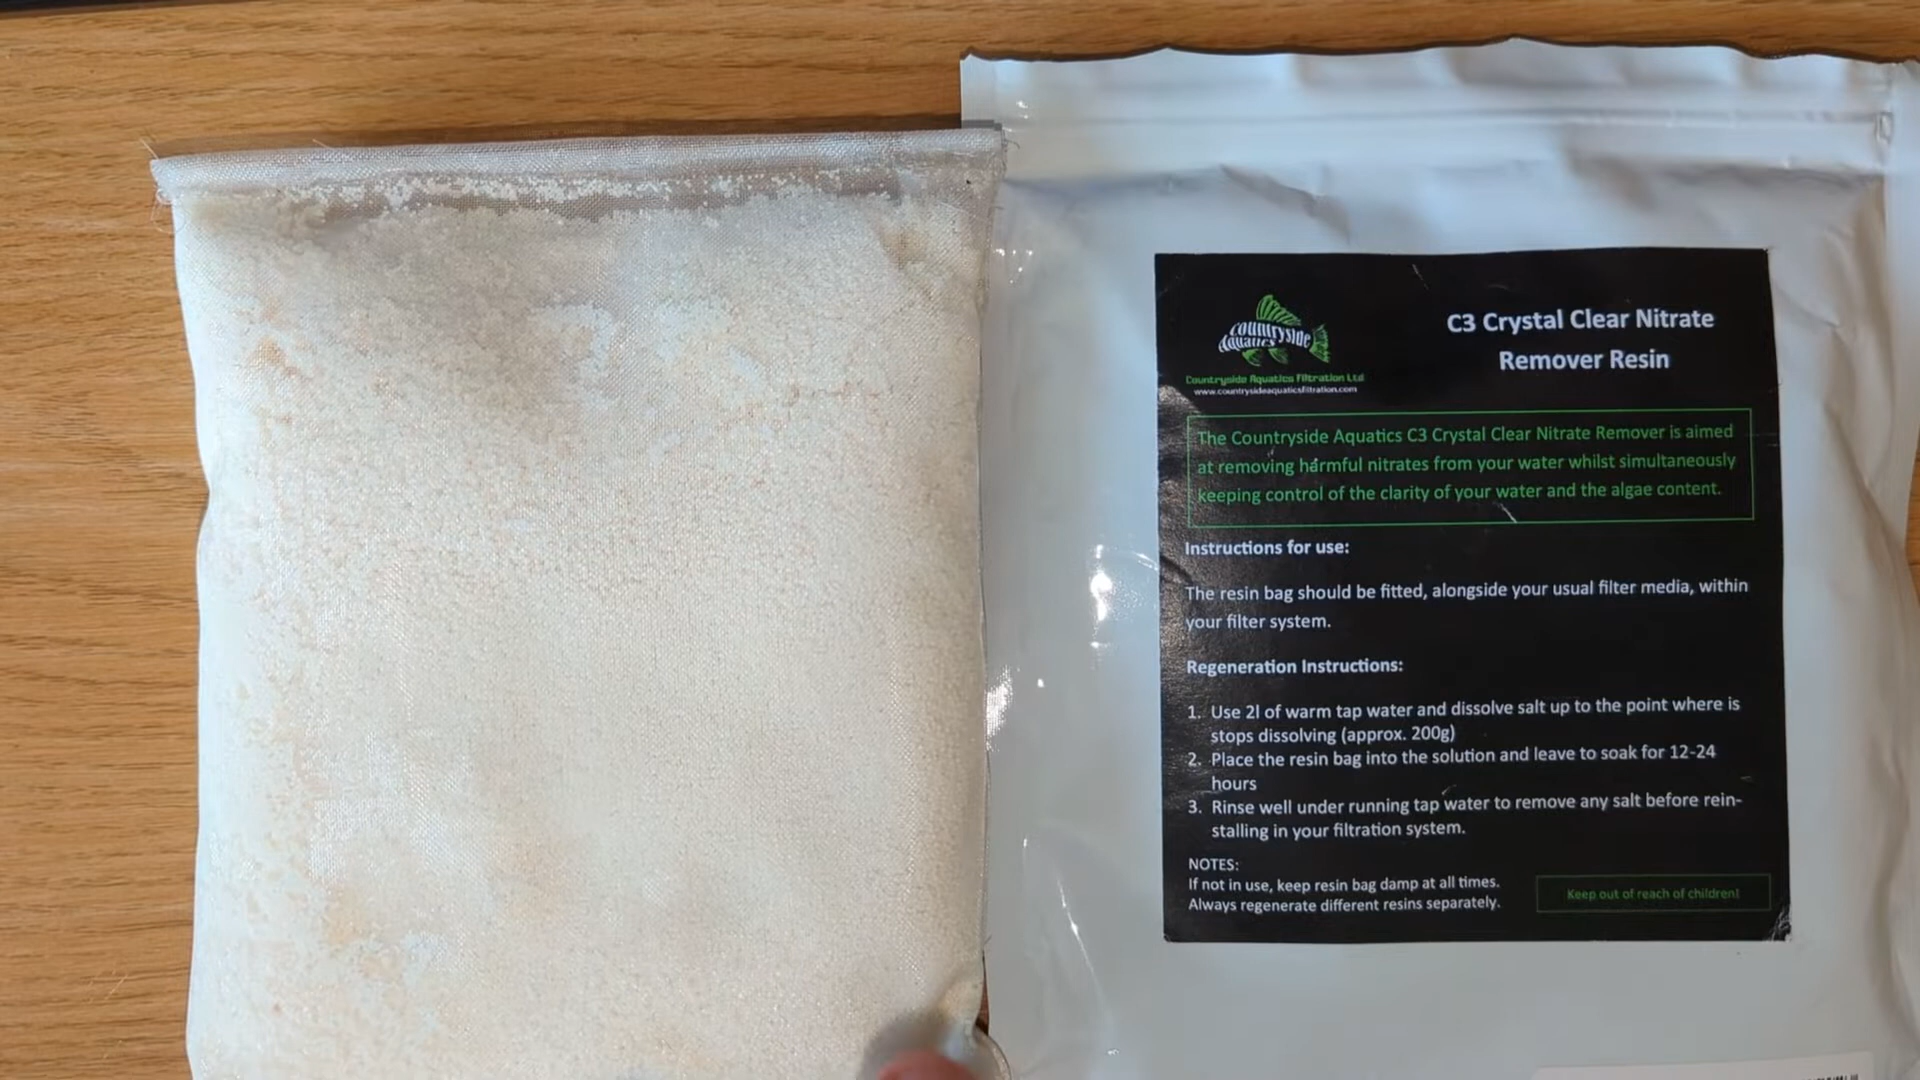 Countryside
Aquatics
Countryside Aquatics Filtration Ltd
www.countrysideaquaticsfiltration.com
C3 Crystal Clear Nitrate
Remover Resin
The Countryside Aquatics C3 Crystal Clear Nitrate Remover is aimed
at removing harmful nitrates from your water whilst simultaneously
keeping control of the clarity of your water and the algae content.
Instructions for use:
The resin bag should be fitted, alongside your usual filter media, within
your filter system.
Regeneration Instructions:
1. Use 2l of warm tap water and dissolve salt up to the point where is
stops dissolving (approx. 200g)
2. Place the resin bag into the solution and leave to soak for 12-24
hours
3. Rinse well under running tap water to remove any salt before rein-
stalling in your filtration system.
NOTES:
If not in use, keep resin bag damp at all times.
Always regenerate different resins separately.
Keep out of reach of children!